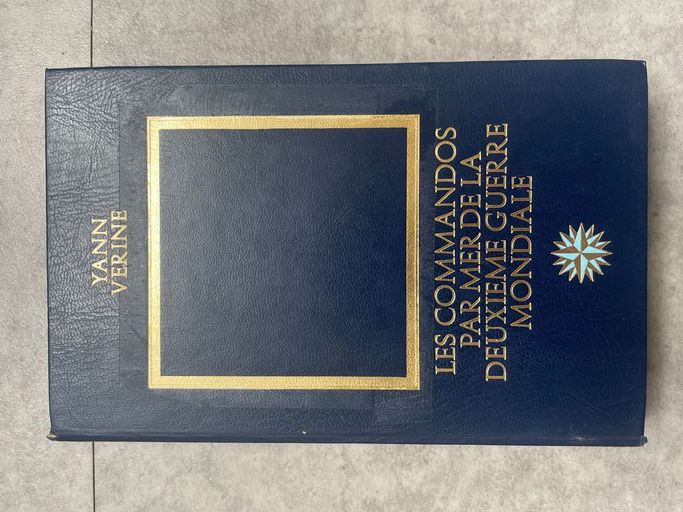 YANN
VERINE
LES COMMANDOS
PAR MER DE LA
DEUXIEME GUERRE
MONDIALE